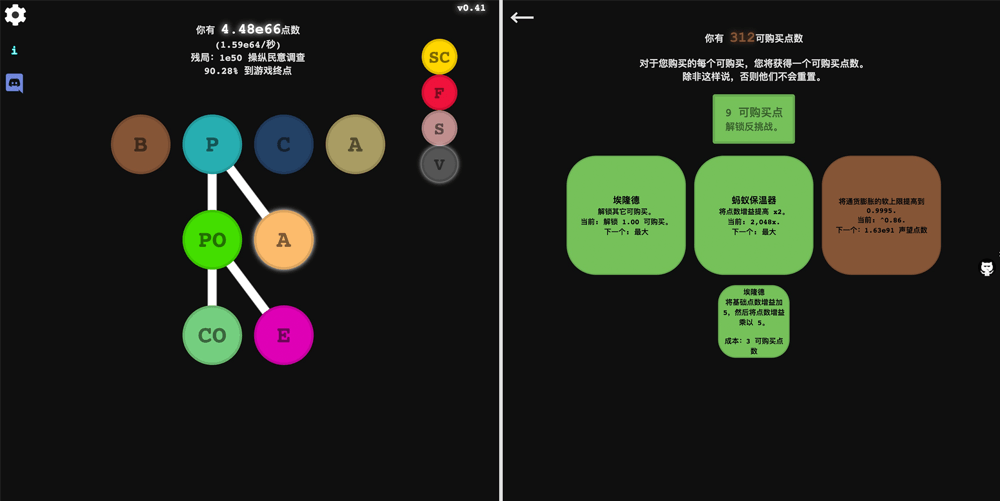 v0.41
你有 4.48e66点数
(1.59e64/秒)
残局: 1e50 操纵民意调查
90.28% 到游戏终点
i
SC
F
S
V
B
P
C
A
PO
A
CO
E
你有 312可购买点数
对于您购买的每个可购买，您将获得一个可购买点数。
除非这样说，否则他们不会重置。
9 可购买点
解锁反挑战。
埃隆德
解锁其它可购买。
当前: 解锁 1.00 可购买。
下一个: 最大
蚂蚁保温器
将点数增益提高 x2。
当前: 2,048x.
下一个: 最大
将通货膨胀的软上限提高到
0.9995.
当前: ^0.86.
下一个: 1.63e91 声望点数
埃隆德
将基础点数增益加
5，然后将点数增益
乘以 5。
成本: 3 可购买点
数